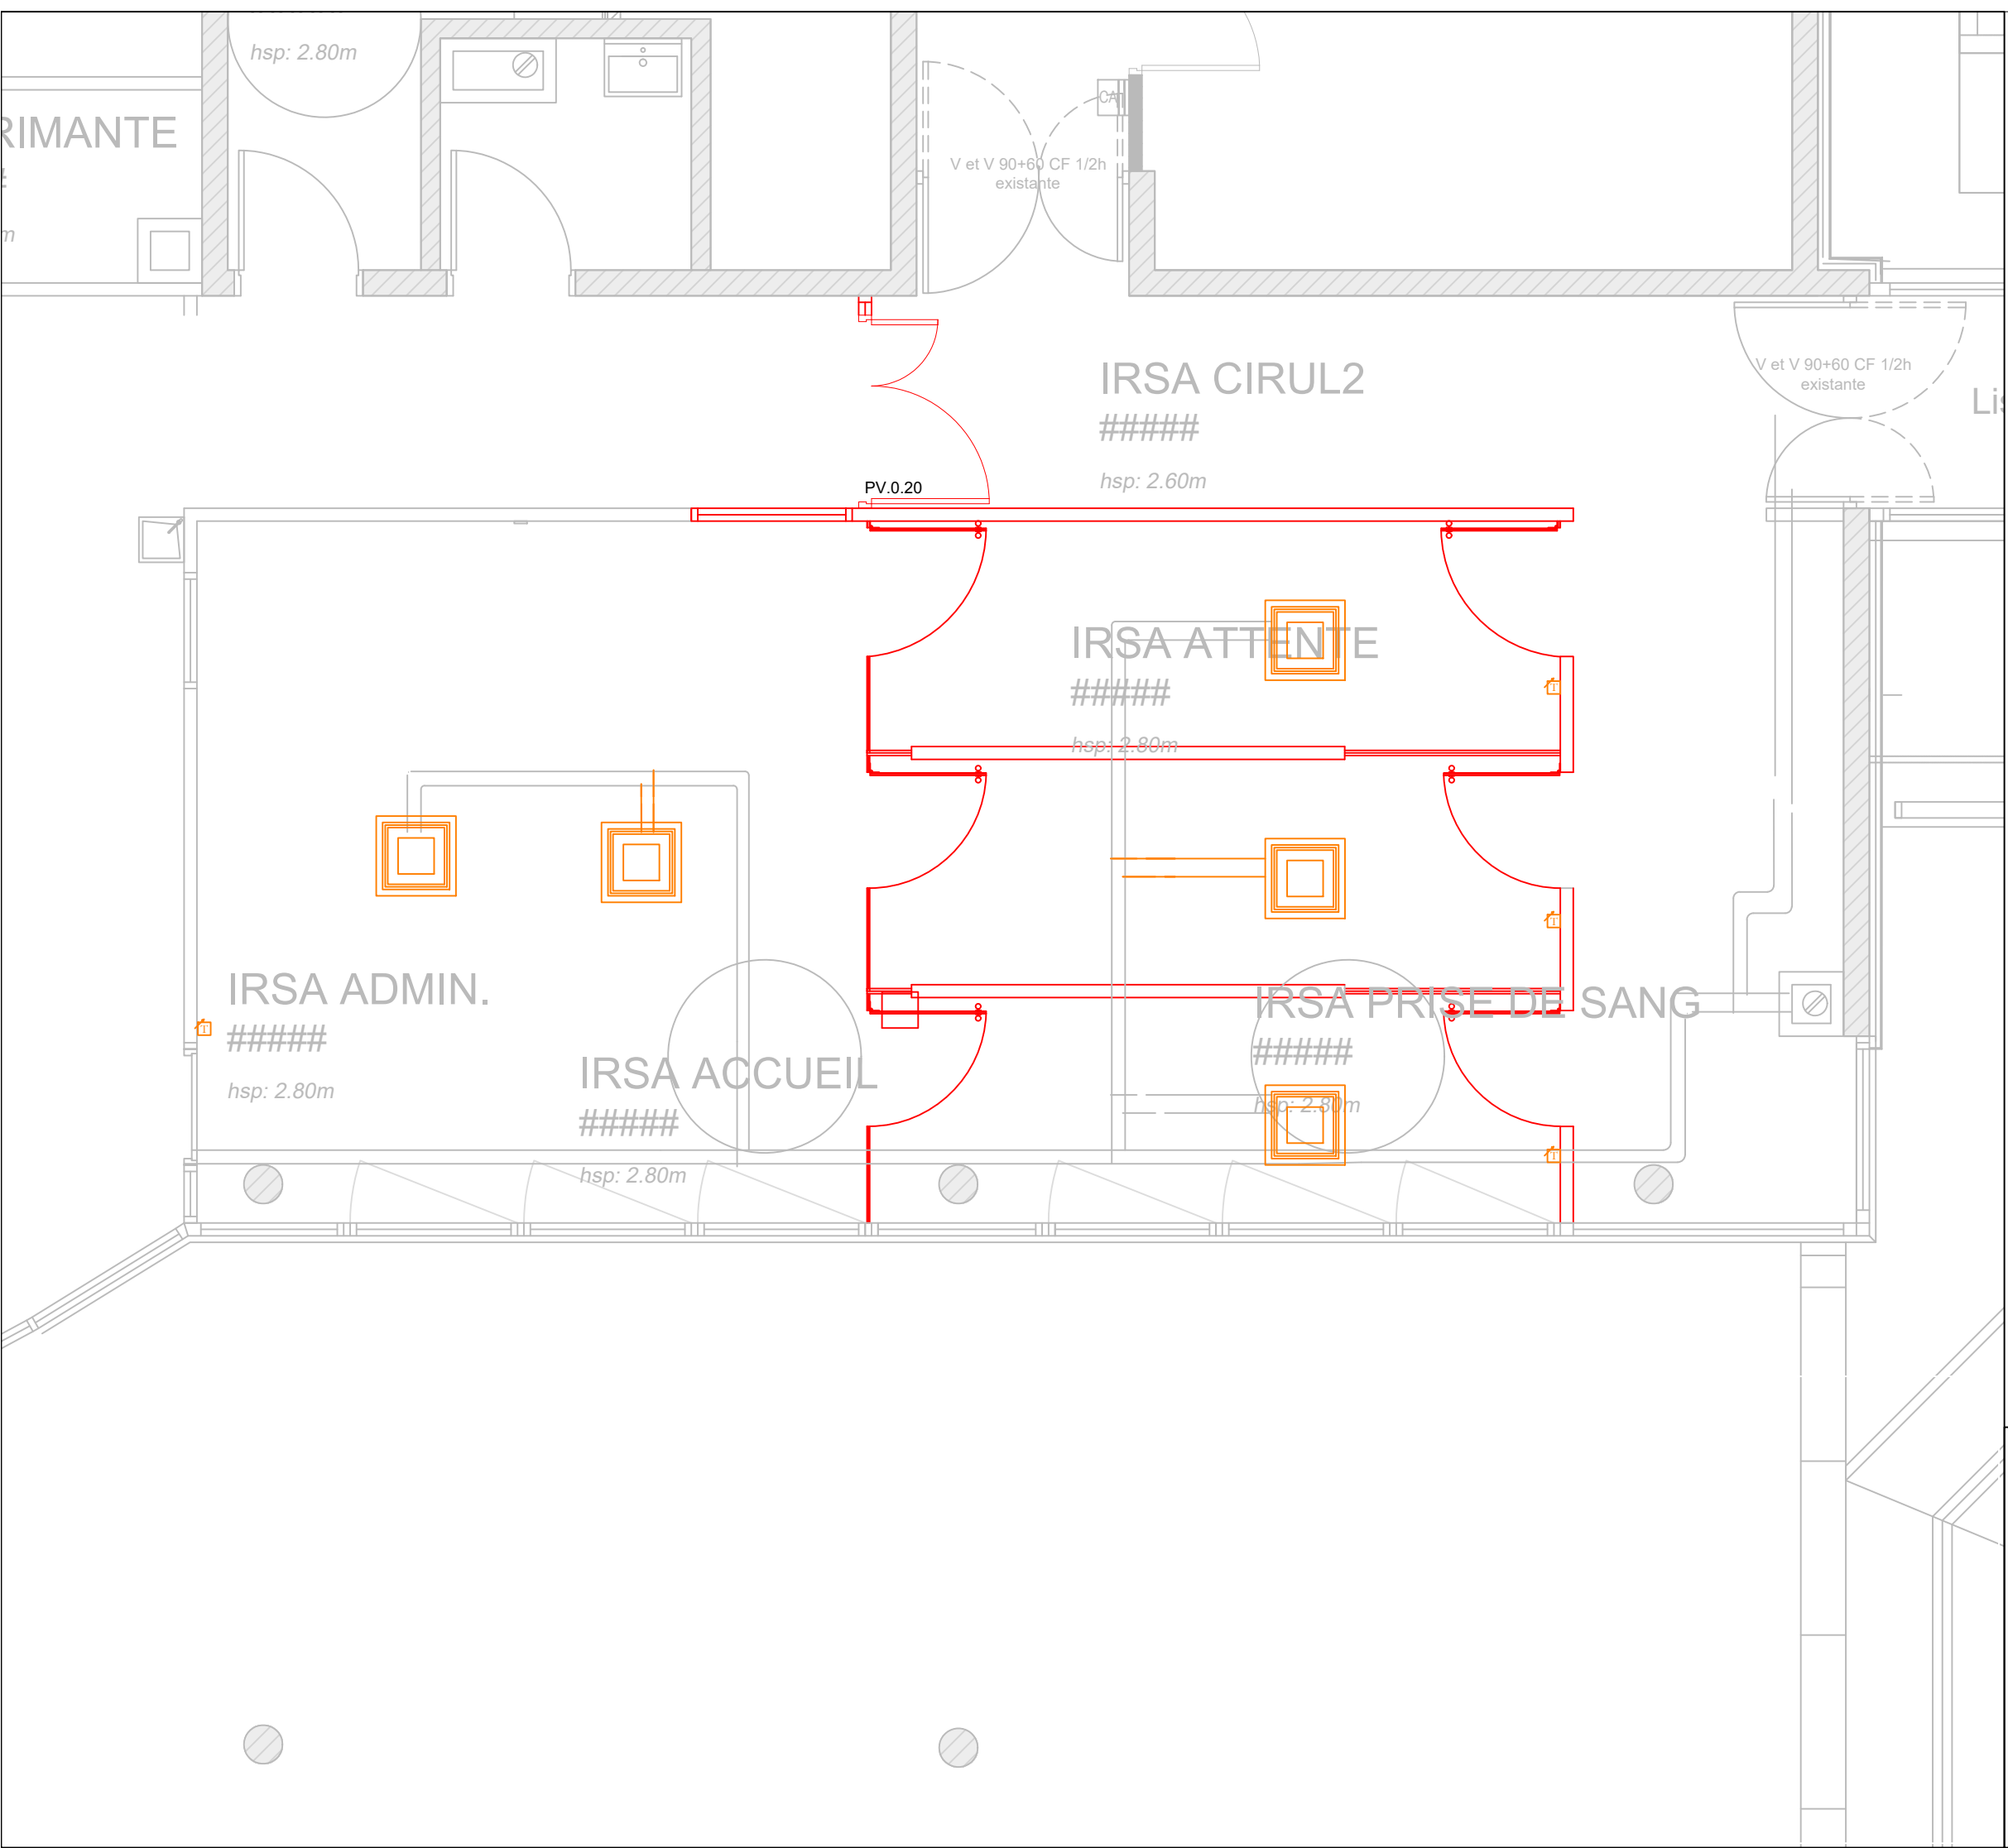 hsp: 2.80m
RIMANTE
CAT
V et V 90+60 CF 1/2h
existante
IRSA CIRUL2
#####
hsp: 2.60m
V et V 90+60 CF 1/2h
existante
PV.0.20
IRSA ATTENTE
#####
hsp: 2.80m
T
T
IRSA ADMIN.
#####
hsp: 2.80m
T
IRSA ACCUEIL
#####
hsp: 2.80m
IRSA PRISE DE SANG
#####
hsp: 2.80m
T